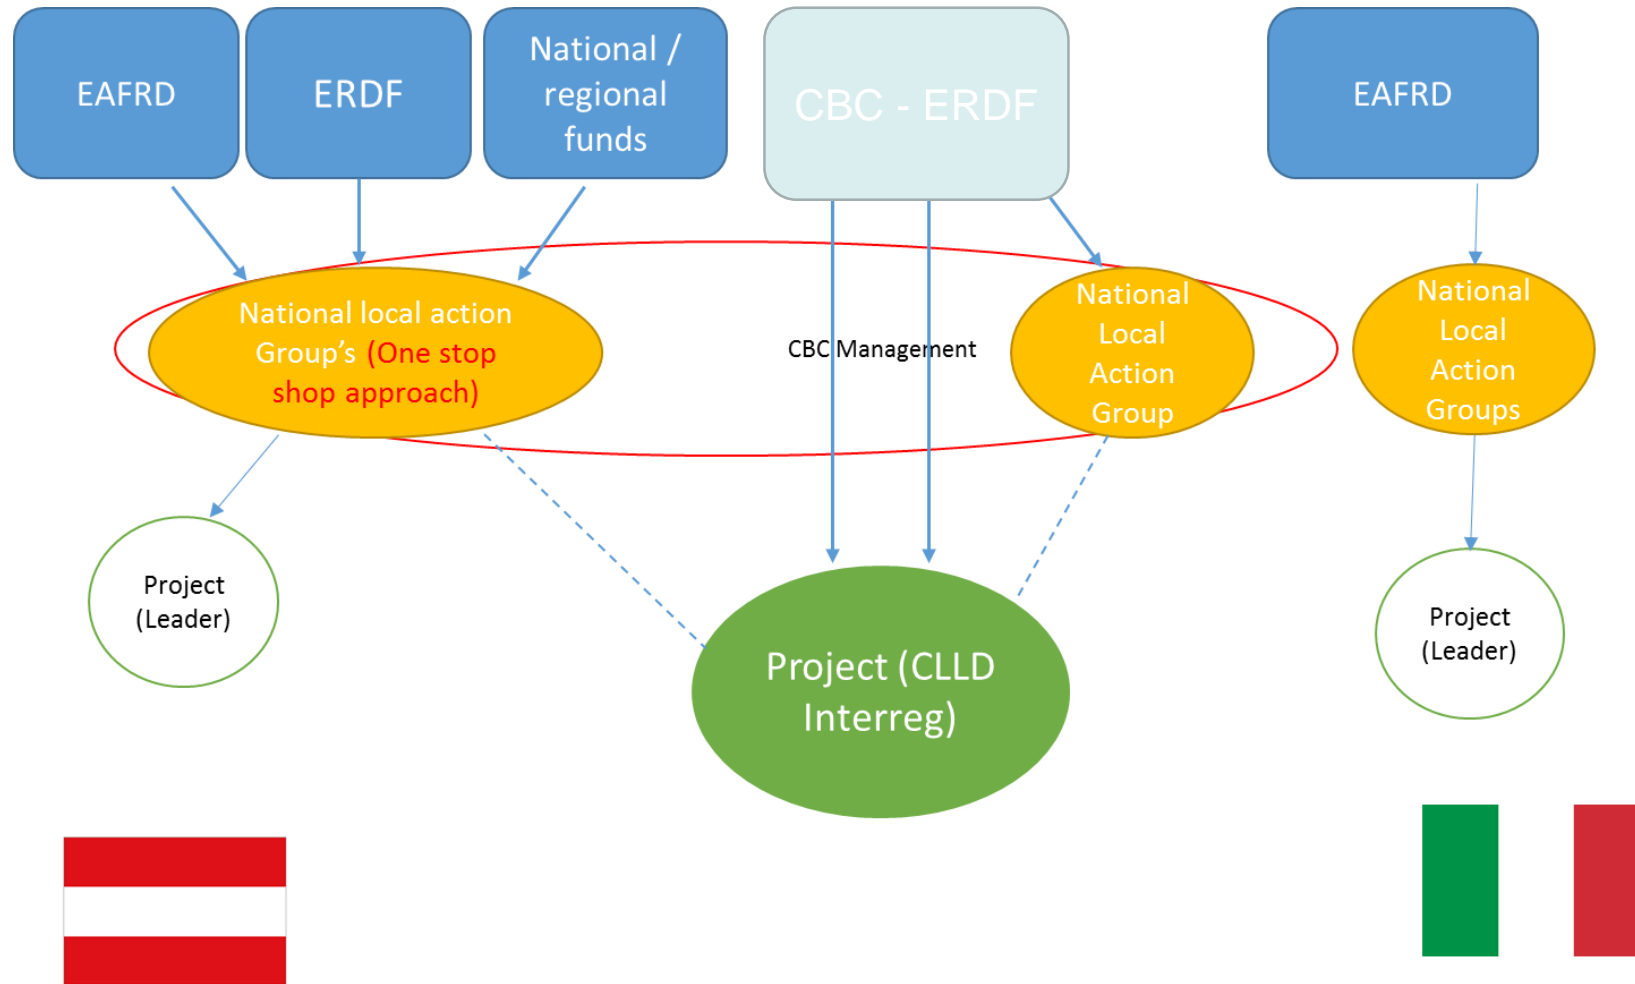 EAFRD
ERDF
National /
regional
funds
CBC - ERDF
EAFRD
National local action
Group’s (One stop
shop approach)
CBC Management
National
Local
Action
Group
National
Local
Action
Groups
Project
(Leader)
Project (CLLD
Interreg)
Project
(Leader)